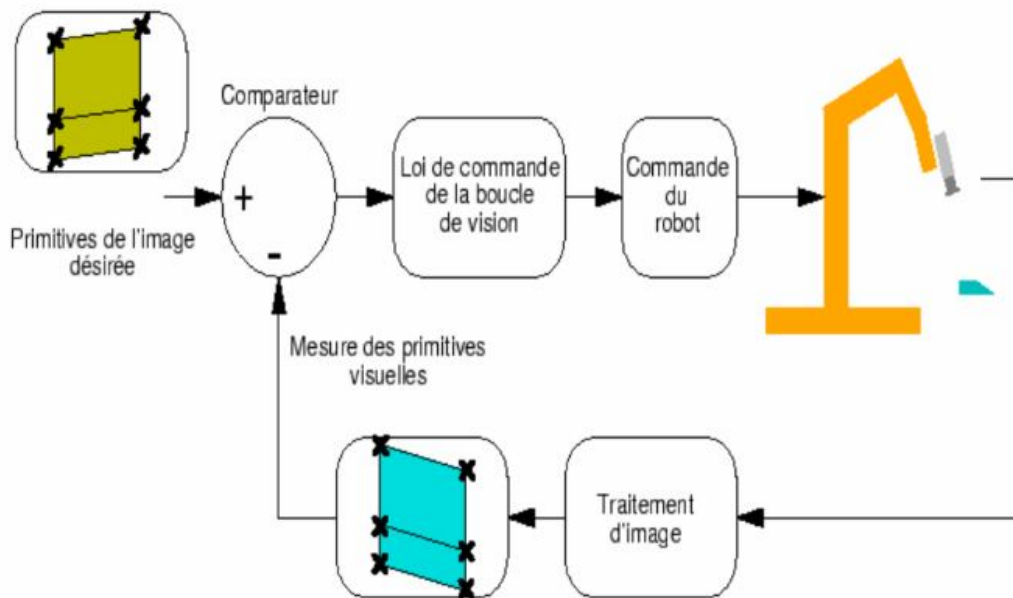 Comparateur
+
-
Primitives de l'image
désirée
Loi de commande
de la boucle
de vision
Commande
du
robot
Mesure des primitives
visuelles
Traitement
d'image